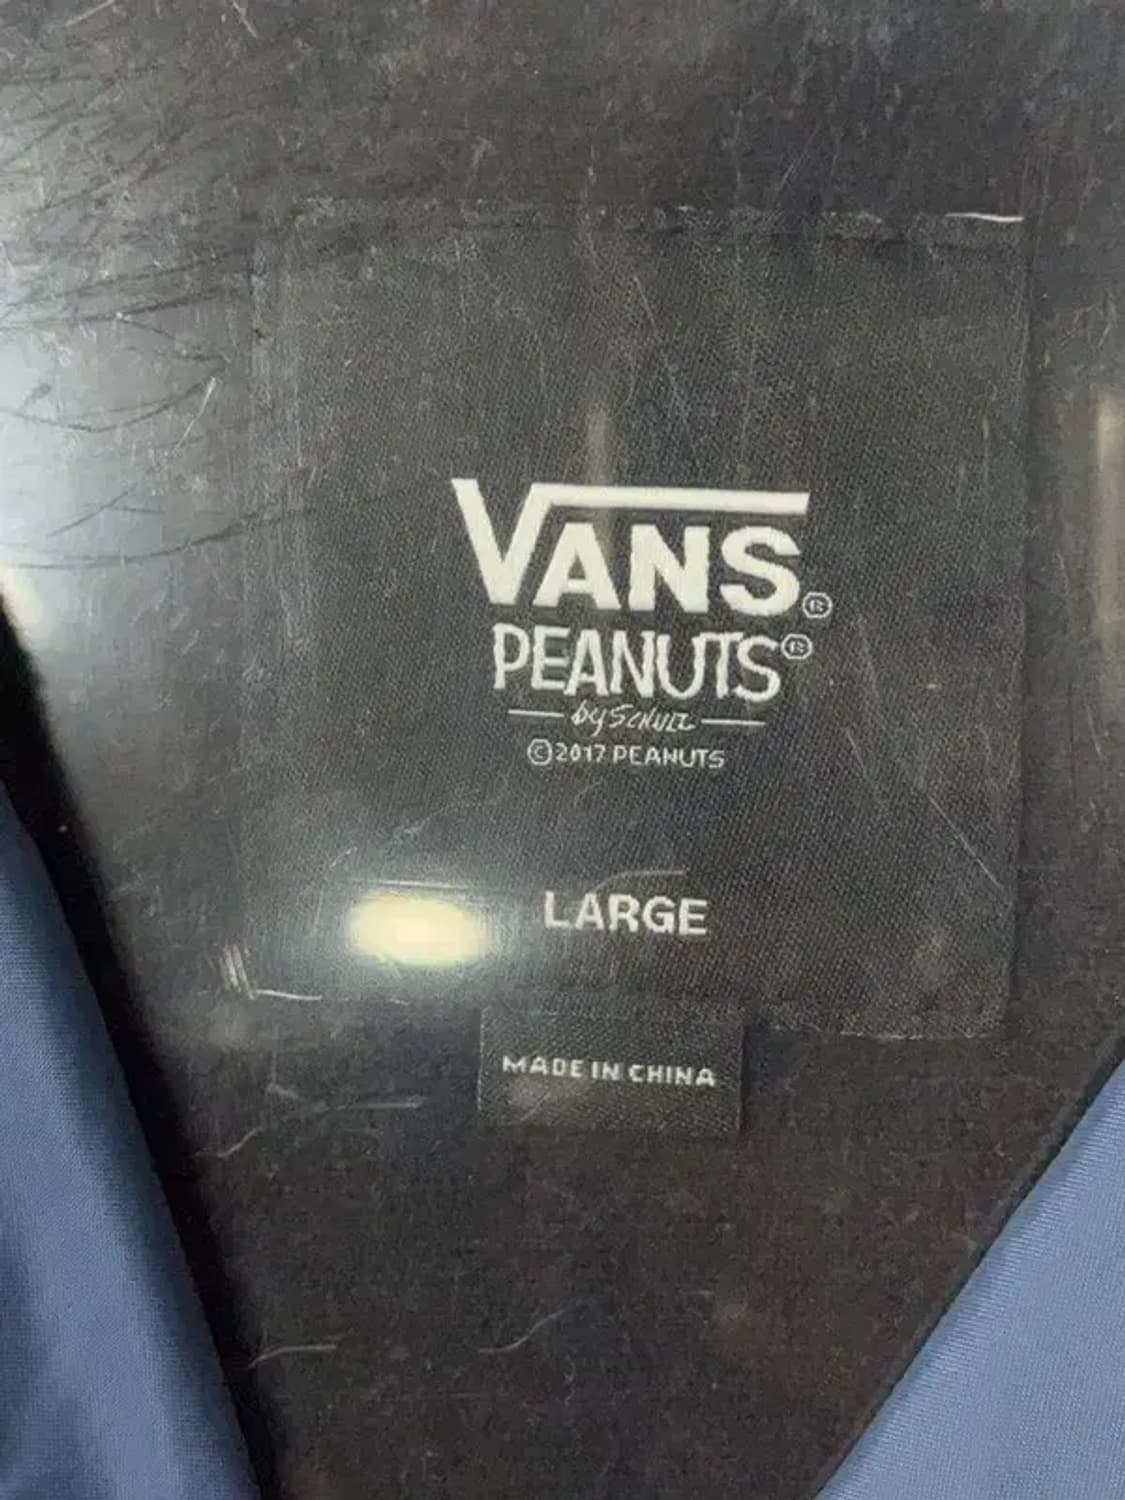 VANS®
PEANUTS®
by SCHULZ
©2017 PEANUTS
LARGE
MADE IN CHINA